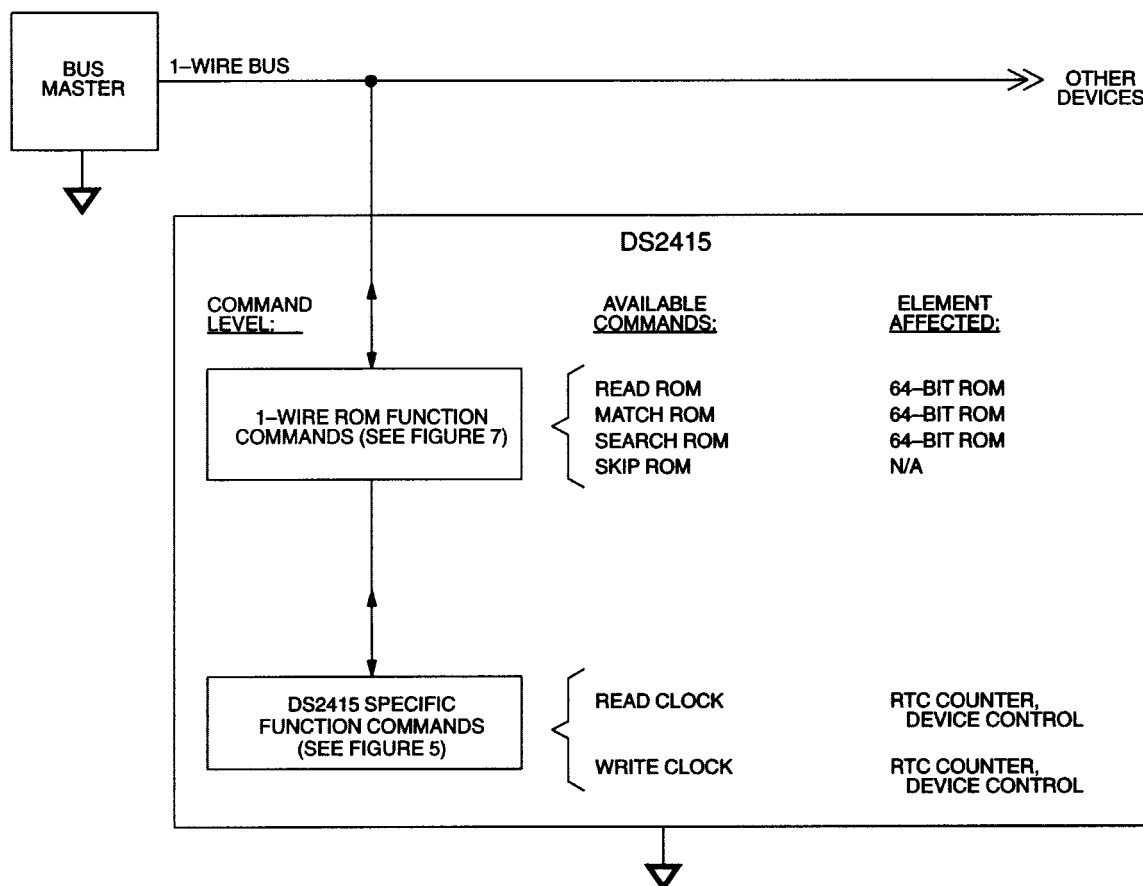 BUS
MASTER
1–WIRE BUS
OTHER
DEVICES
DS2415
COMMAND
LEVEL:
AVAILABLE
COMMANDS:
ELEMENT
AFFECTED:
1–WIRE ROM FUNCTION
COMMANDS (SEE FIGURE 7)
READ ROM 64–BIT ROM
MATCH ROM 64–BIT ROM
SEARCH ROM 64–BIT ROM
SKIP ROM N/A
DS2415 SPECIFIC
FUNCTION COMMANDS
(SEE FIGURE 5)
READ CLOCK RTC COUNTER,
DEVICE CONTROL
WRITE CLOCK RTC COUNTER,
DEVICE CONTROL